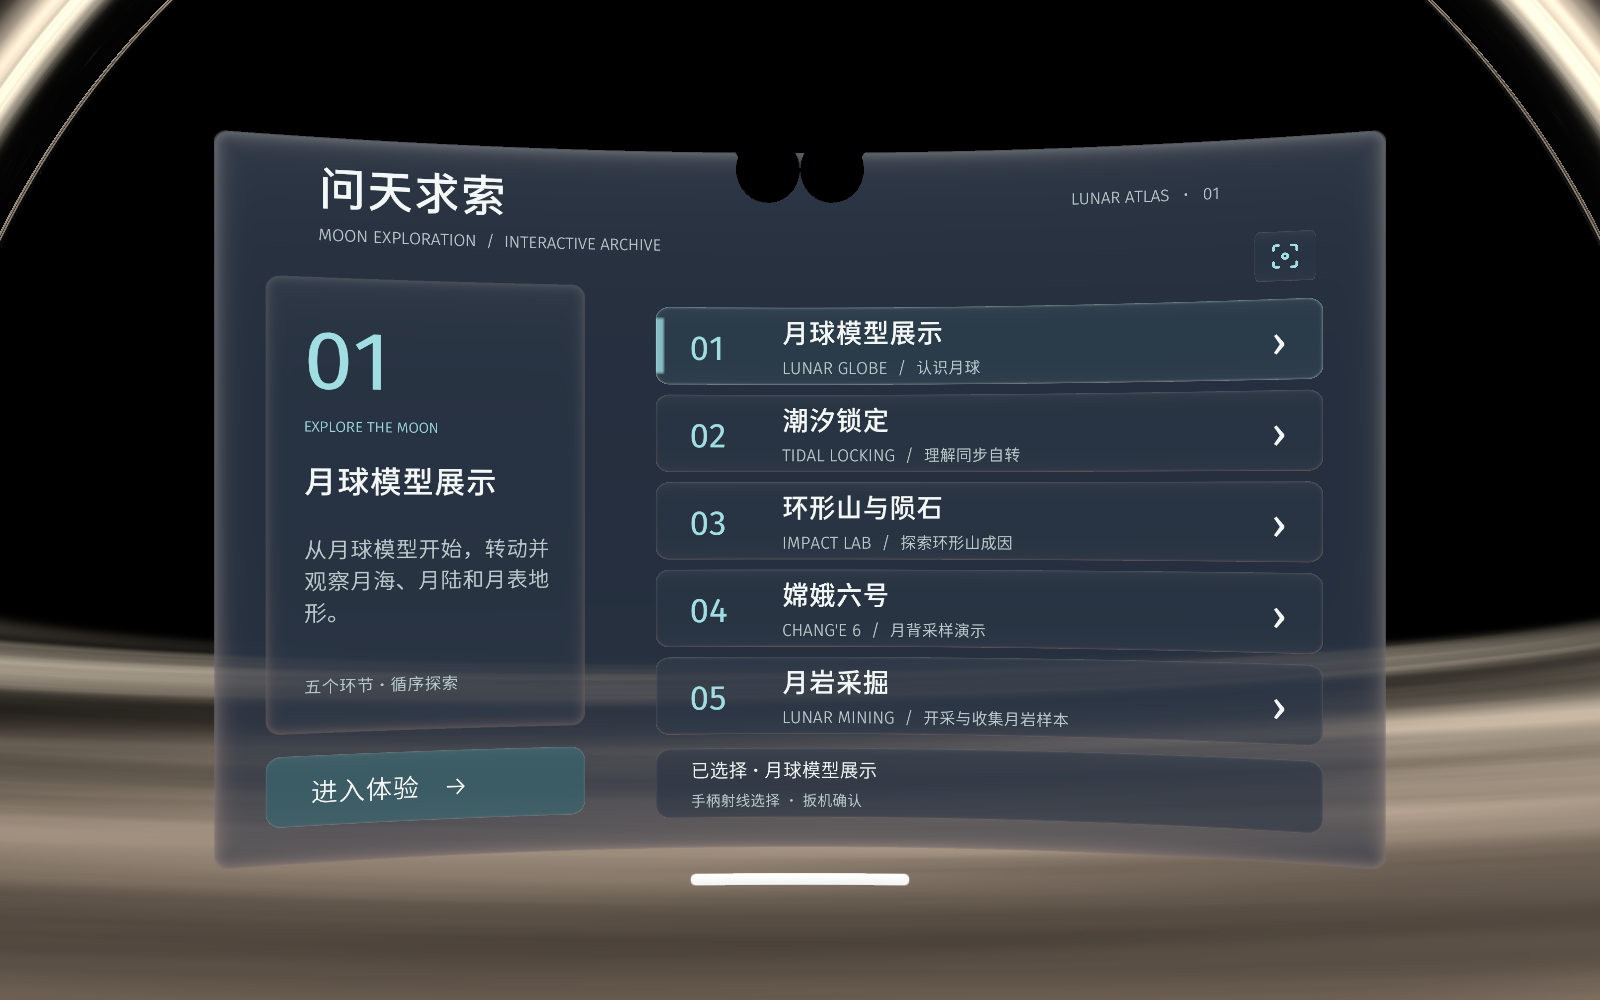 问天求索
MOON EXPLORATION / INTERACTIVE ARCHIVE
LUNAR ATLAS · 01
01
EXPLORE THE MOON
月球模型展示
从月球模型开始，转动并
观察月海、月陆和月表地
形。
五个环节·循序探索
进入体验 →
01
月球模型展示
LUNAR GLOBE / 认识月球
02
潮汐锁定
TIDAL LOCKING / 理解同步自转
03
环形山与陨石
IMPACT LAB / 探索环形山成因
04
嫦娥六号
CHANG'E 6 / 月背采样演示
05
月岩采掘
LUNAR MINING / 开采与收集月岩样本
已选择·月球模型展示
手柄射线选择 · 扳机确认